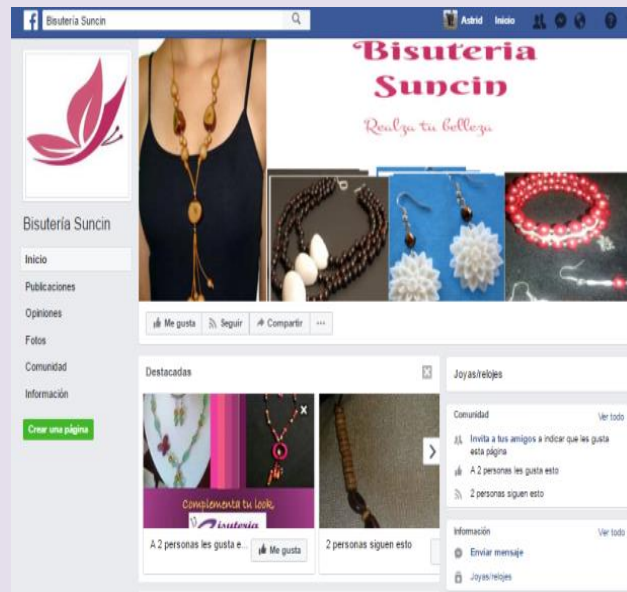 Bisuteria Suncin
Astrid Inicio
Bisuteria
Suncin
Realza tu belleza
Bisutería Suncin
Inicio
Publicaciones
Opiniones
Fotos
Comunidad
Información
Crear una página
Me gusta Seguir Compartir ...
Destacadas
Complementa tu look
Bisuteria
A 2 personas les gusta e...
Me gusta
2 personas siguen esto
Joyas/relojes
Comunidad Ver todo
Invita a tus amigos a indicar que les gusta
esta página
A 2 personas les gusta esto
2 personas siguen esto
Información Ver todo
Enviar mensaje
Joyas/relojes